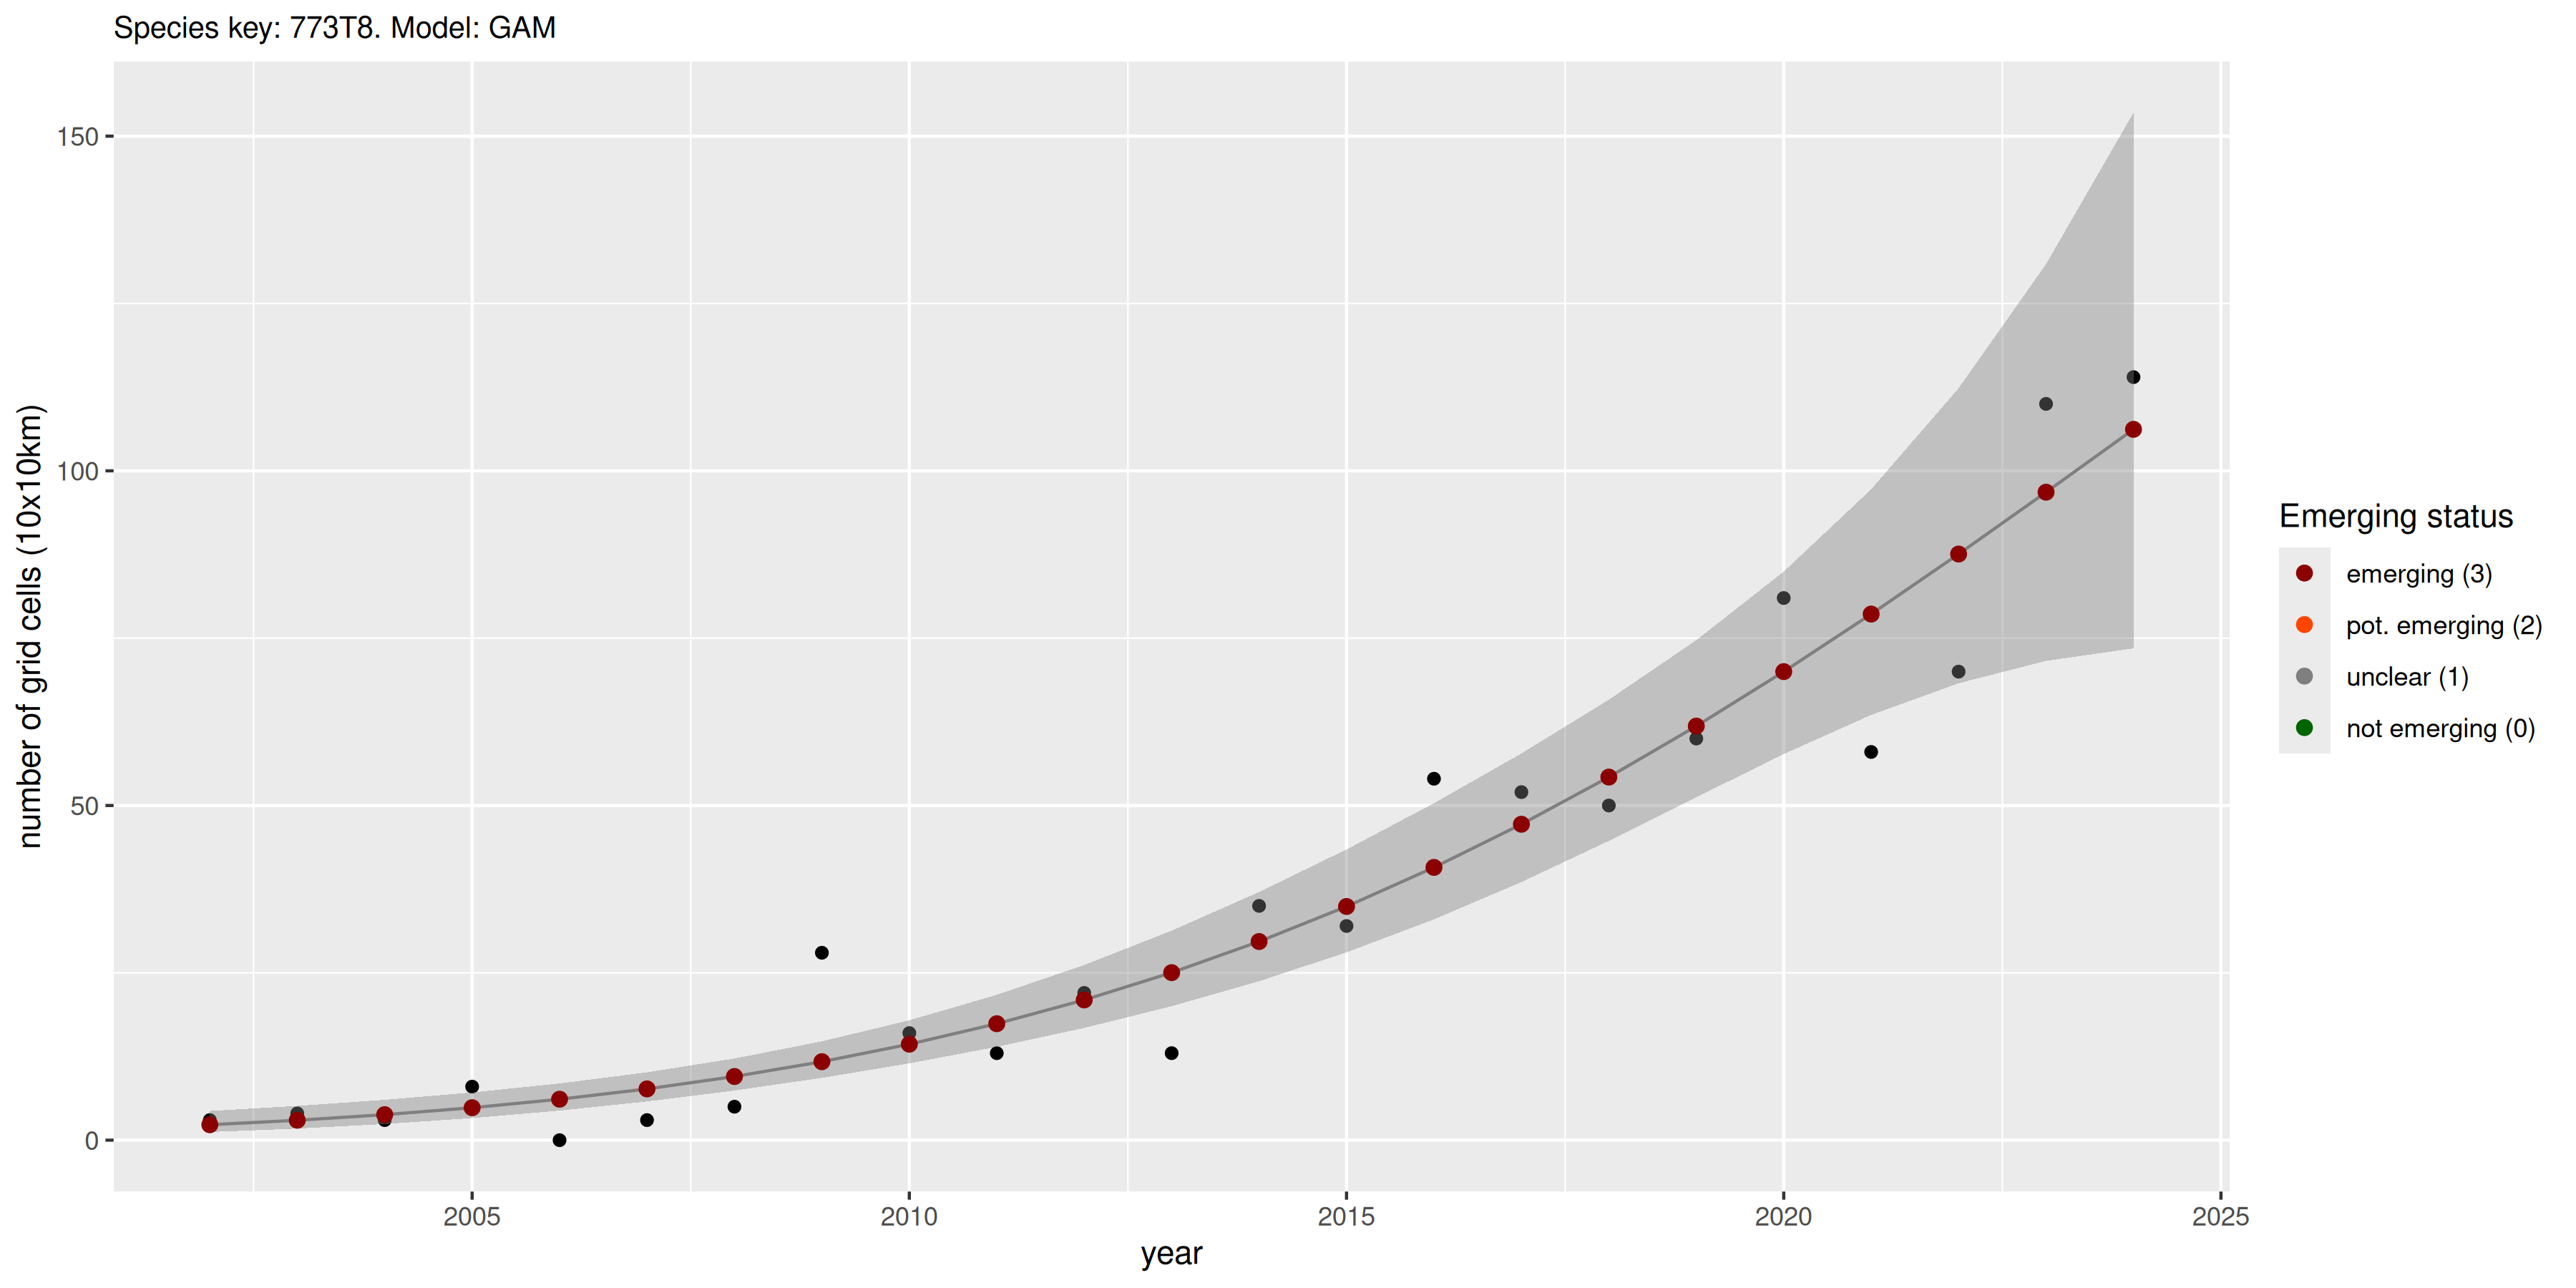 Species key: 773T8. Model: GAM
150
100
50
0
number of grid cells (10x10km)
2005
2010
2015
2020
2025
year
Emerging status
emerging (3)
pot. emerging (2)
unclear (1)
not emerging (0)